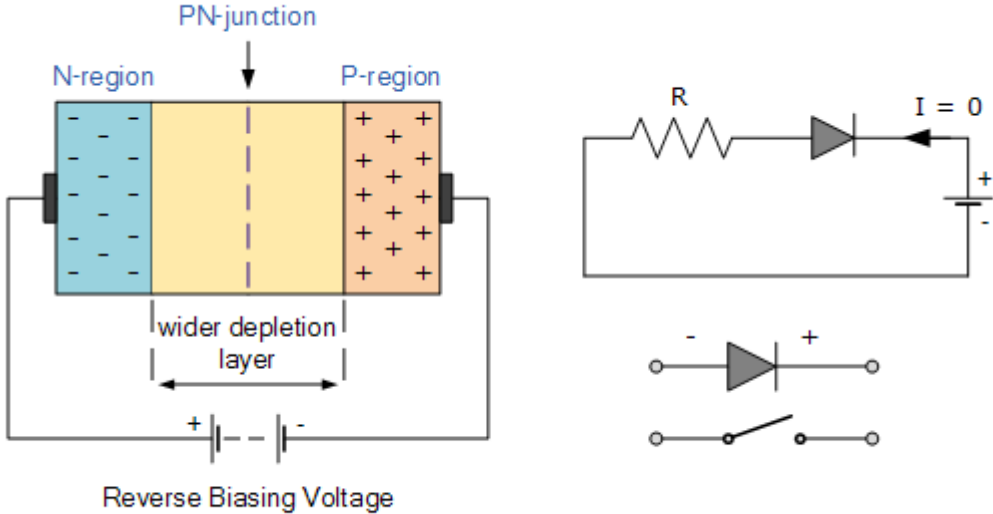 PN-junction
N-region
P-region
wider depletion
layer
+ -
Reverse Biasing Voltage
R
I = 0
+
-
- +